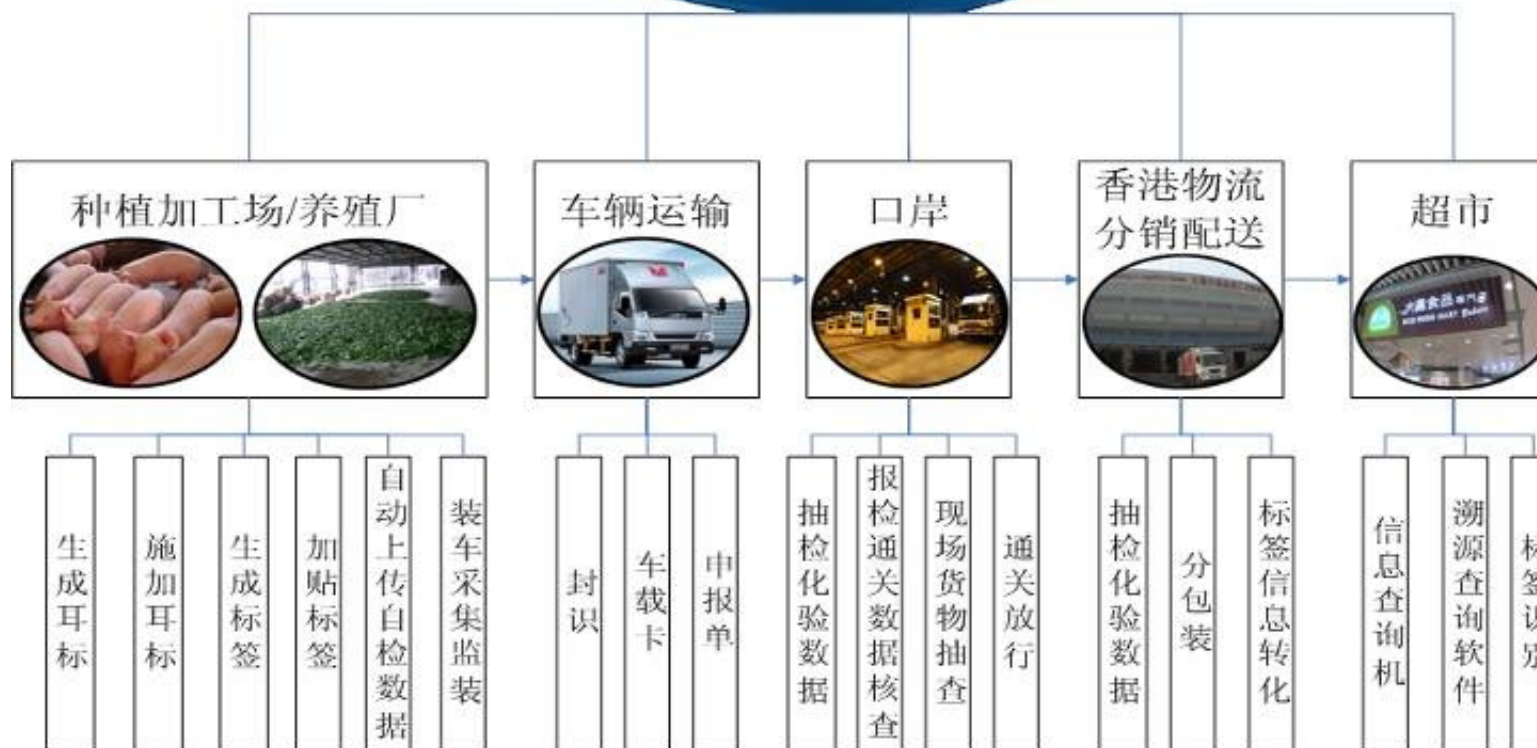 种植加工场/养殖厂
车辆运输
口岸
香港物流
分销配送
超市
生成耳标
施加耳标
生成标签
加贴标签
自动上传自检数据
装车采集监装
封识
车载卡
申报单
抽检化验数据
报检通关数据核查
现场货物抽查
通关放行
抽检化验数据
分包装
标签信息转化
信息查询机
溯源查询软件
标签识别